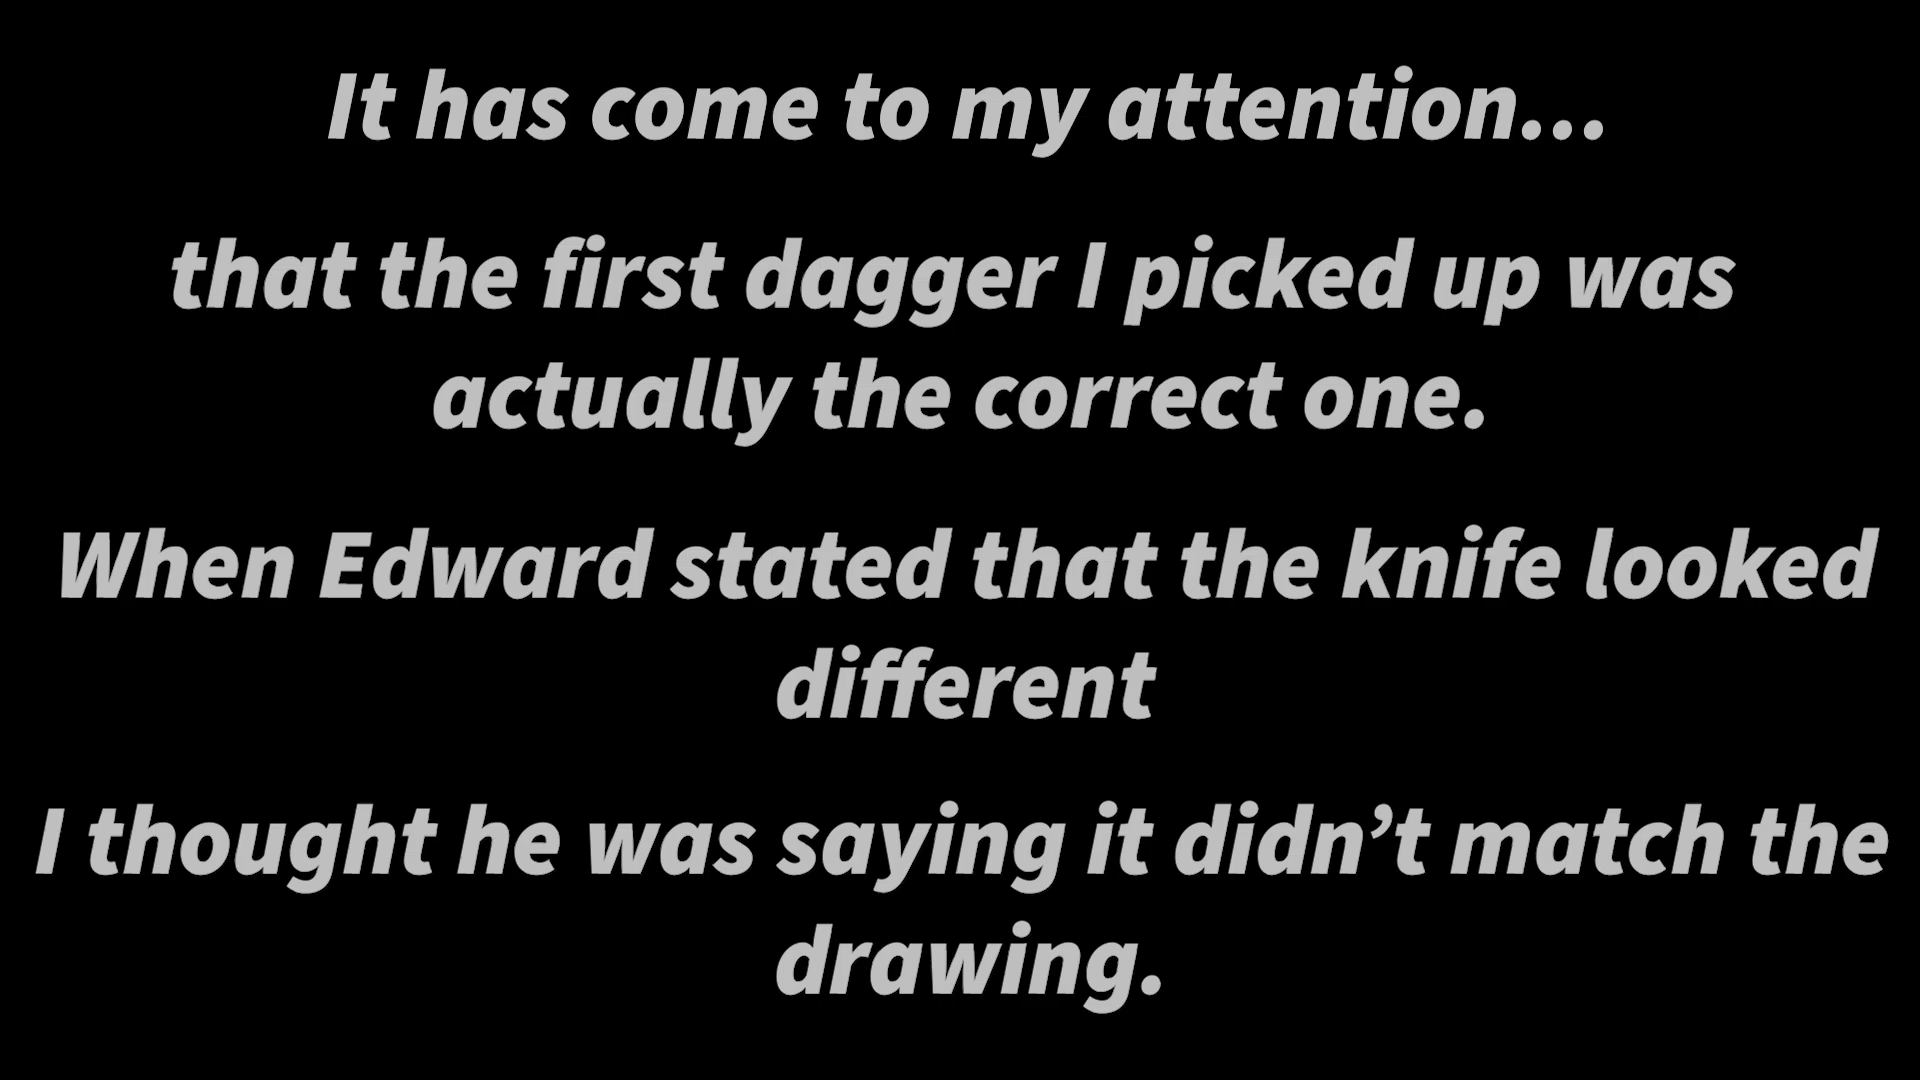 It has come to my attention...
that the first dagger I picked up was
actually the correct one.
When Edward stated that the knife looked
different
I thought he was saying it didn’t match the
drawing.